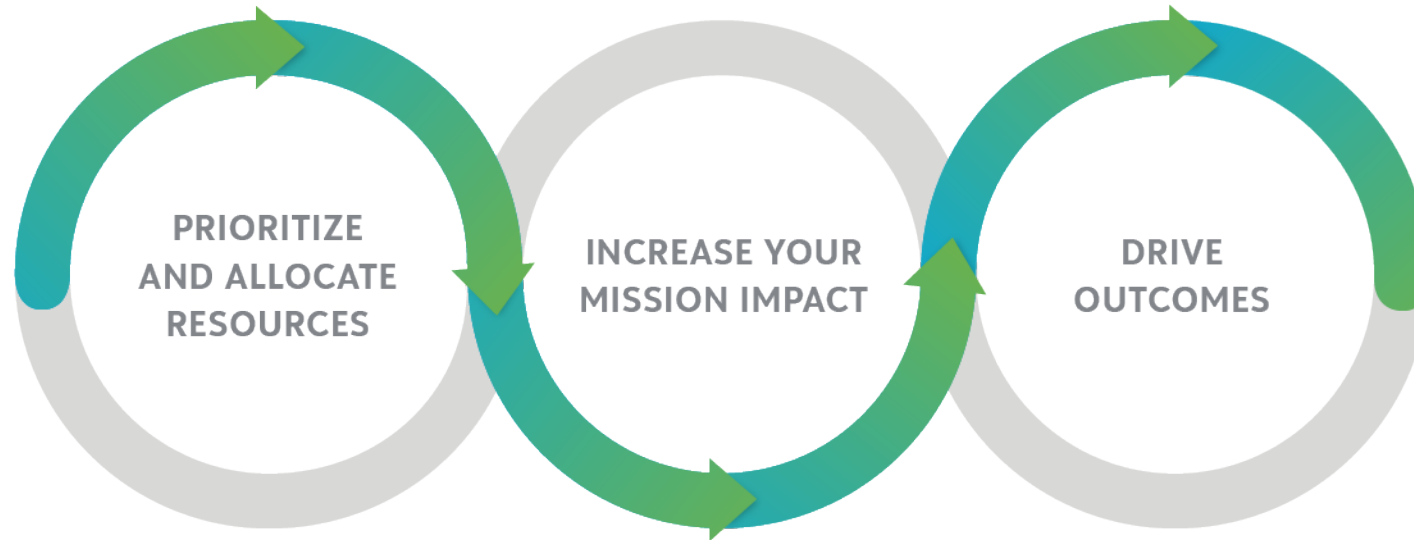 PRIORITIZE
AND ALLOCATE
RESOURCES
INCREASE YOUR
MISSION IMPACT
DRIVE
OUTCOMES